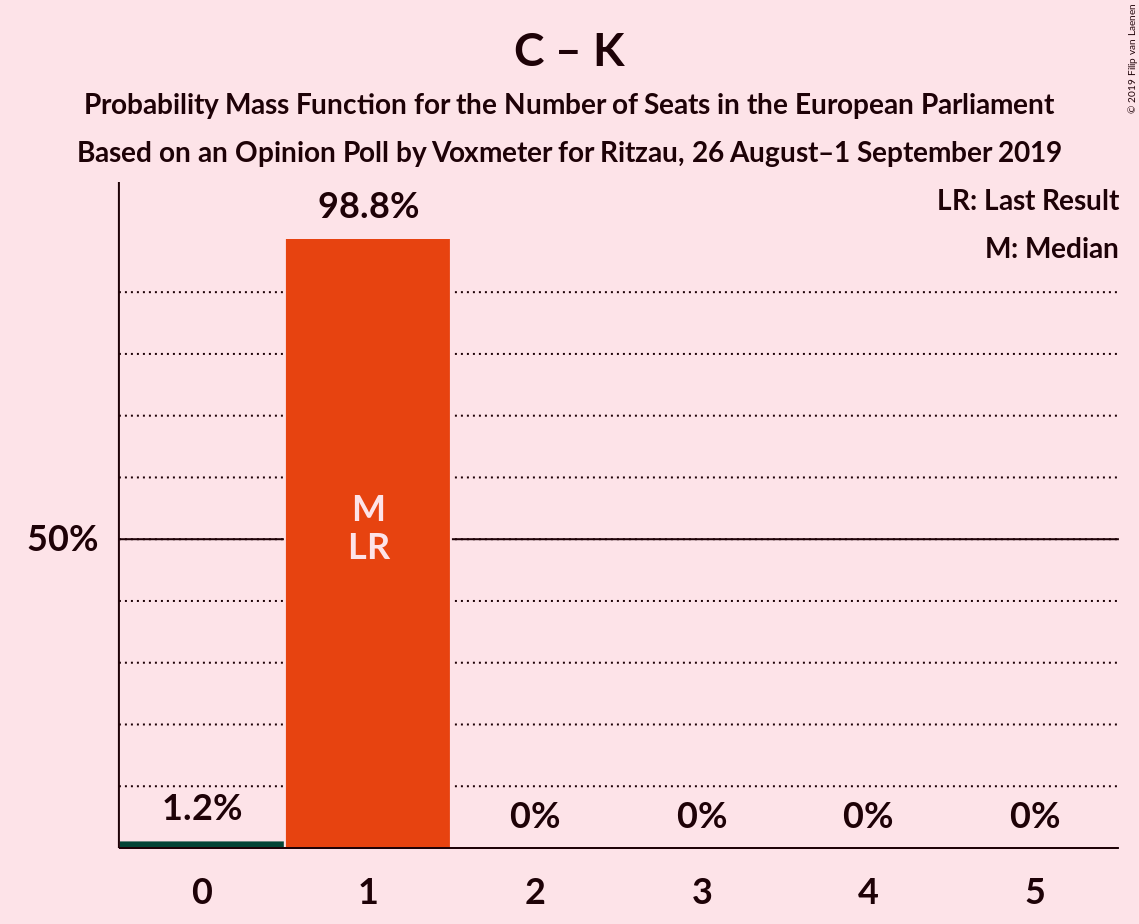 C – K
Probability Mass Function for the Number of Seats in the European Parliament
Based on an Opinion Poll by Voxmeter for Ritzau, 26 August–1 September 2019
© 2019 Filip van Laenen
LR: Last Result
M: Median
98.8%
M
LR
50%
1.2%
0%
0%
0%
0%
0
1
2
3
4
5